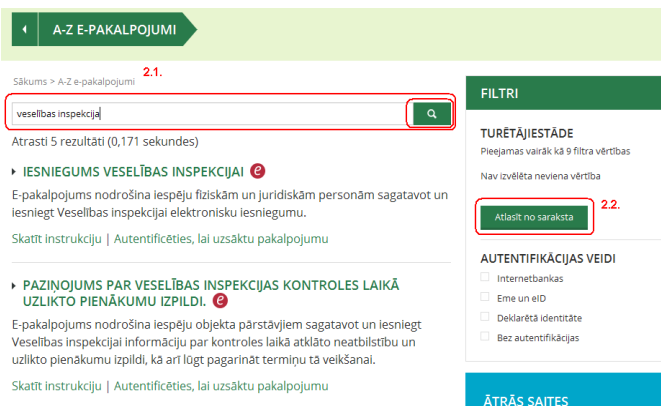 A-Z E-PAKALPOJUMI
2.1.
Sākums > A-Z e-pakalpojumi
veselības inspekcija
Atrasti 5 rezultāti (0,171 sekundes)
IESNIEGUMS VESELĪBAS INSPEKCIJAI e
E-pakalpojums nodrošina iespēju fiziskām un juridiskām personām sagatavot un
iesniegt Veselības inspekcijai elektronisku iesniegumu.
Skatīt instrukciju | Autentificēties, lai uzsāktu pakalpojumu
PAZIŅOJUMS PAR VESELĪBAS INSPEKCIJAS KONTROLES LAIKĀ
UZLIKTO PIENĀKUMU IZPILDI. e
E-pakalpojums nodrošina iespēju objekta pārstāvjiem sagatavot un iesniegt
Veselības inspekcijai informāciju par kontroles laikā atklāto neatbilstību un
uzlikto pienākumu izpildi, kā arī lūgt pagarināt termiņu tā veikšanai.
Skatīt instrukciju | Autentificēties, lai uzsāktu pakalpojumu
FILTRI
TURĒTĀJIESTĀDE
Pieejamas vairāk kā 9 filtra vērtības
Nav izvēlēta neviena vērtība
2.2.
Atlasīt no saraksta
AUTENTIFIKĀCIJAS VEIDI
Internetbankas
Eme un eID
Deklarētā identitāte
Bez autentifikācijas
ĀTRĀS SAITES